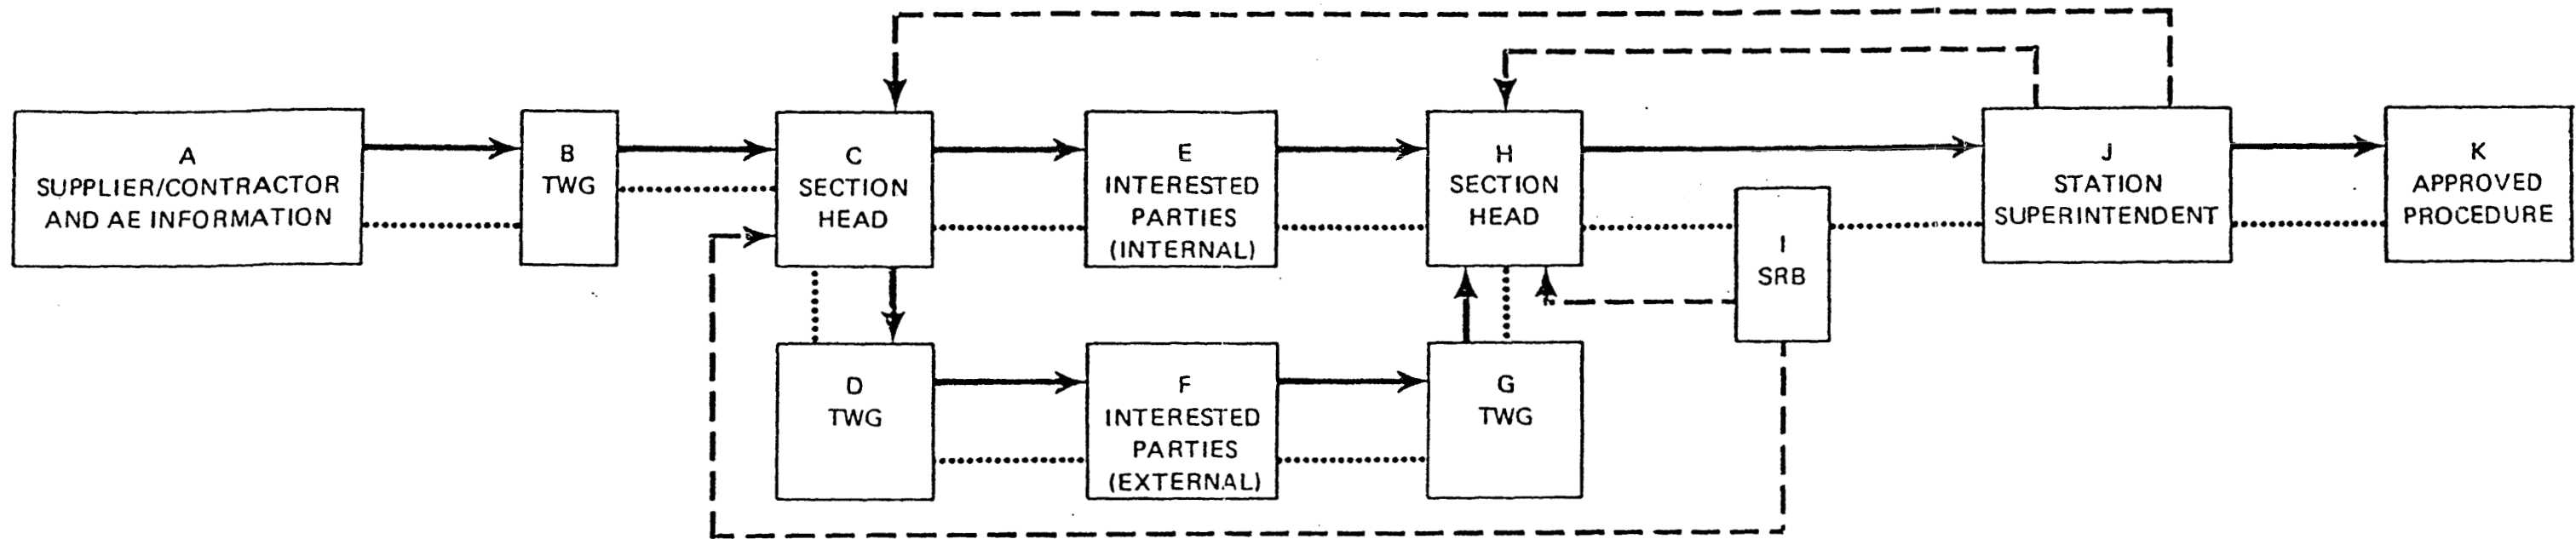 A
SUPPLIER/CONTRACTOR
AND AE INFORMATION
B
TWG
C
SECTION
HEAD
E
INTERESTED
PARTIES
(INTERNAL)
H
SECTION
HEAD
I
SRB
J
STATION
SUPERINTENDENT
K
APPROVED
PROCEDURE
D
TWG
F
INTERESTED
PARTIES
(EXTERNAL)
G
TWG